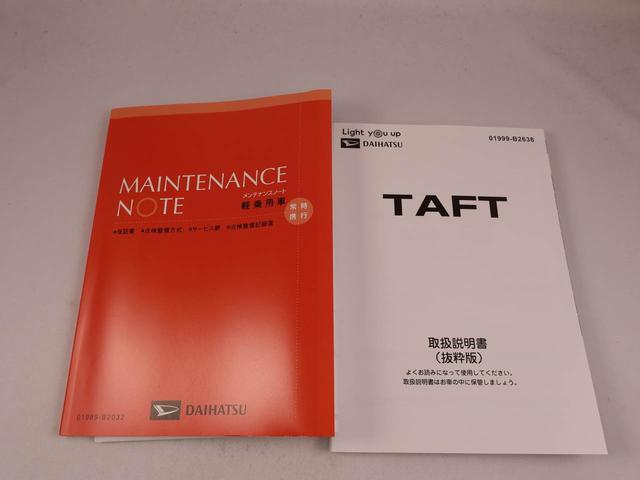 MAINTENANCE
NOTE
メンテナンスノート
軽乗用車
常時
携行
●保証書 ●点検整備方式 ●サービス網 ●点検整備記録簿
DAIHATSU
01989-B2032
Light you up
DAIHATSU
01999-B2638
TAFT
取扱説明書
(抜粋版)
よくお読みになって使用してください。
取扱説明書はお車の中に保管しましょう。